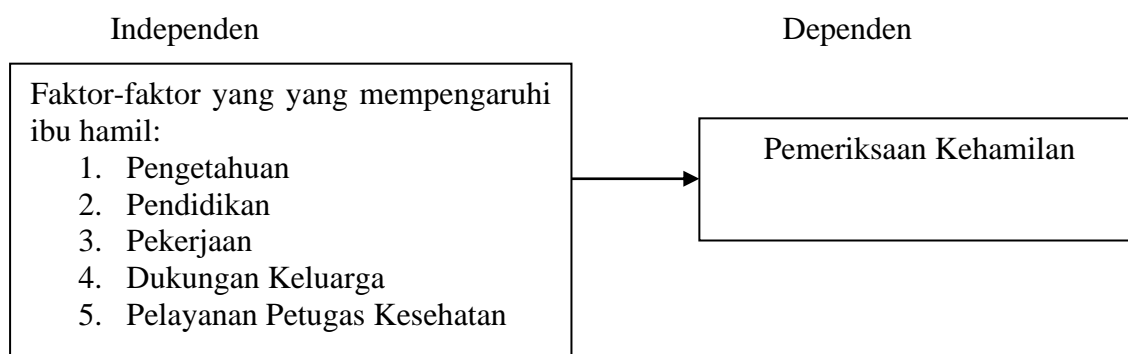 Independen
Dependen
Faktor-faktor yang yang mempengaruhi
ibu hamil:
1. Pengetahuan
2. Pendidikan
3. Pekerjaan
4. Dukungan Keluarga
5. Pelayanan Petugas Kesehatan
Pemeriksaan Kehamilan